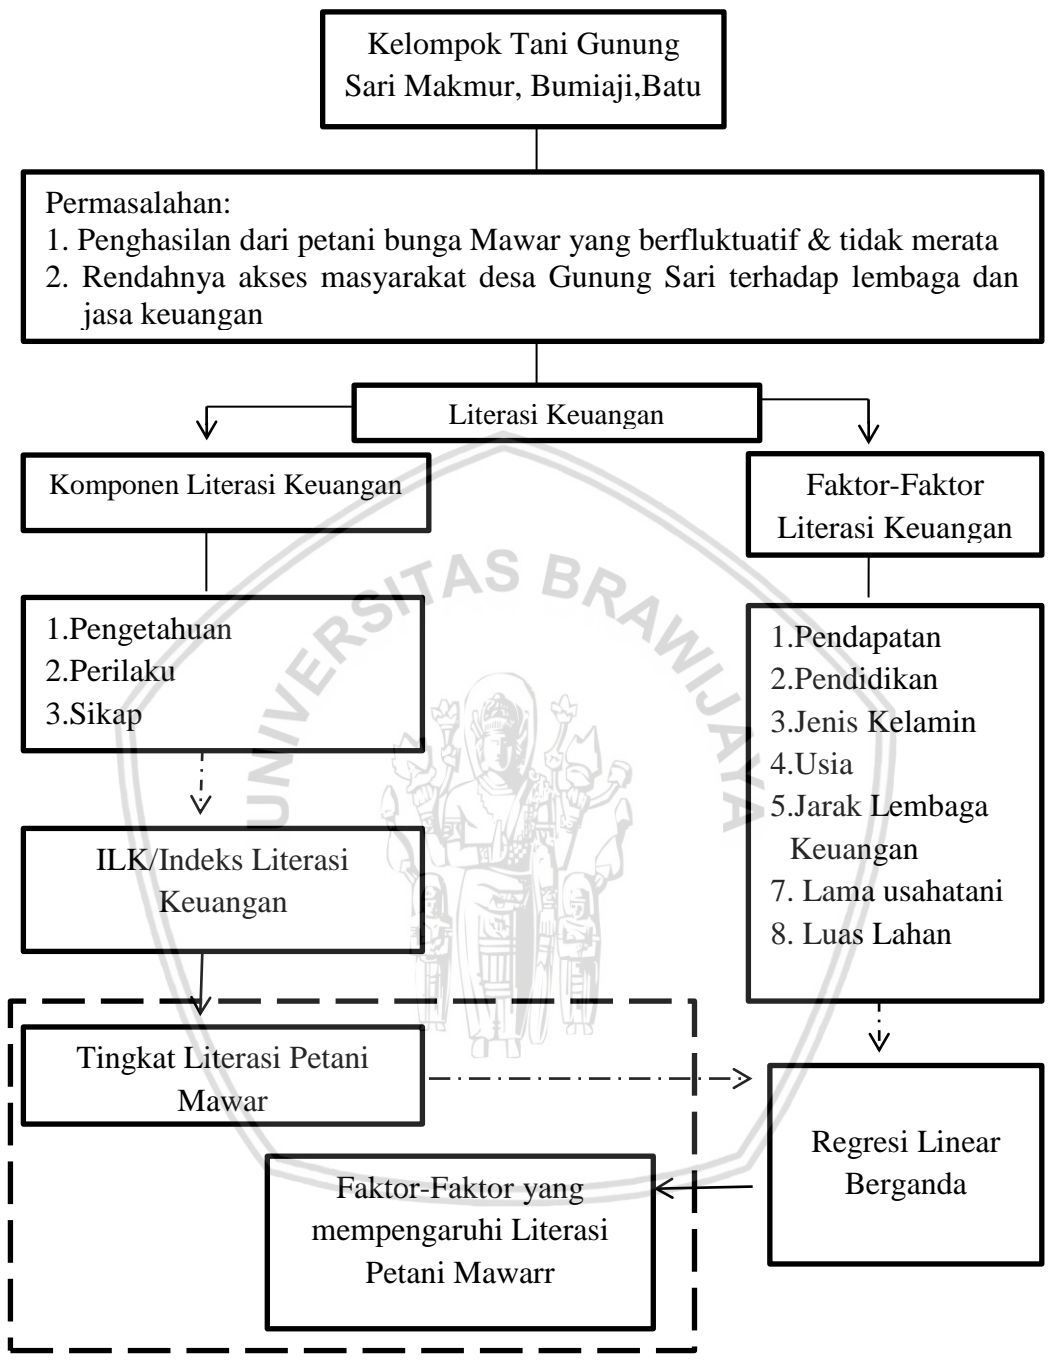 Kelompok Tani Gunung
Sari Makmur, Bumiaji,Batu
Permasalahan:
1. Penghasilan dari petani bunga Mawar yang berfluktuatif & tidak merata
2. Rendahnya akses masyarakat desa Gunung Sari terhadap lembaga dan
jasa keuangan
Literasi Keuangan
Komponen Literasi Keuangan
Faktor-Faktor
Literasi Keuangan
1.Pengetahuan
2.Perilaku
3.Sikap
1.Pendapatan
2.Pendidikan
3.Jenis Kelamin
4.Usia
5.Jarak Lembaga
Keuangan
7. Lama usahatani
8. Luas Lahan
ILK/Indeks Literasi
Keuangan
Tingkat Literasi Petani
Mawar
Regresi Linear
Berganda
Faktor-Faktor yang
mempengaruhi Literasi
Petani Mawarr
UNIVERSITAS BRAWIJAYA